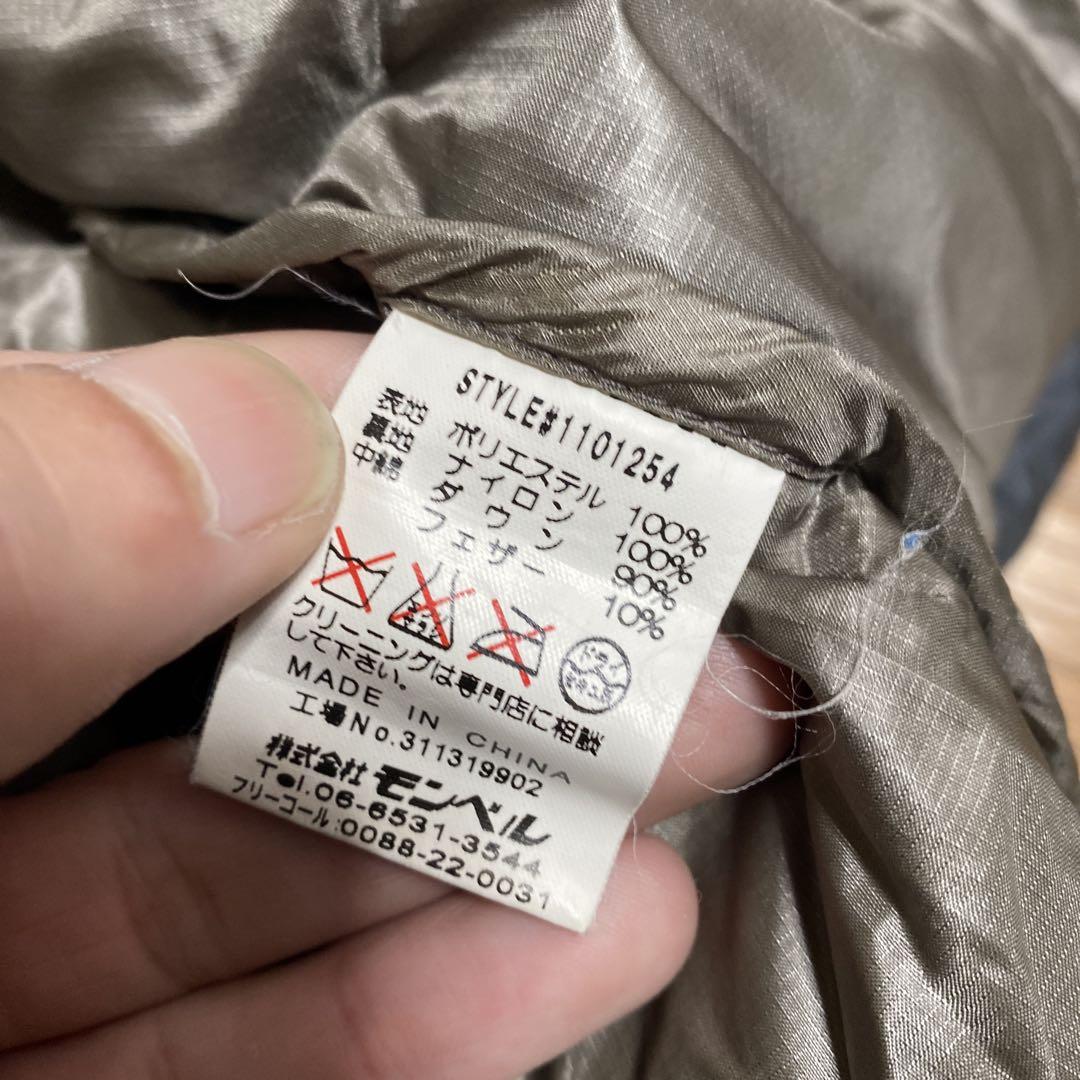 STYLE#1101254
表地 ポリエステル 100%
裏地 ナイロン 100%
中綿 ダウン 90%
フェザー 10%
クリーニングは専門店に相談
して下さい。
MADE IN CHINA
工場No.311319902
株式会社 モンベル
Tel.06-6531-3544
フリーコール:0088-22-0031